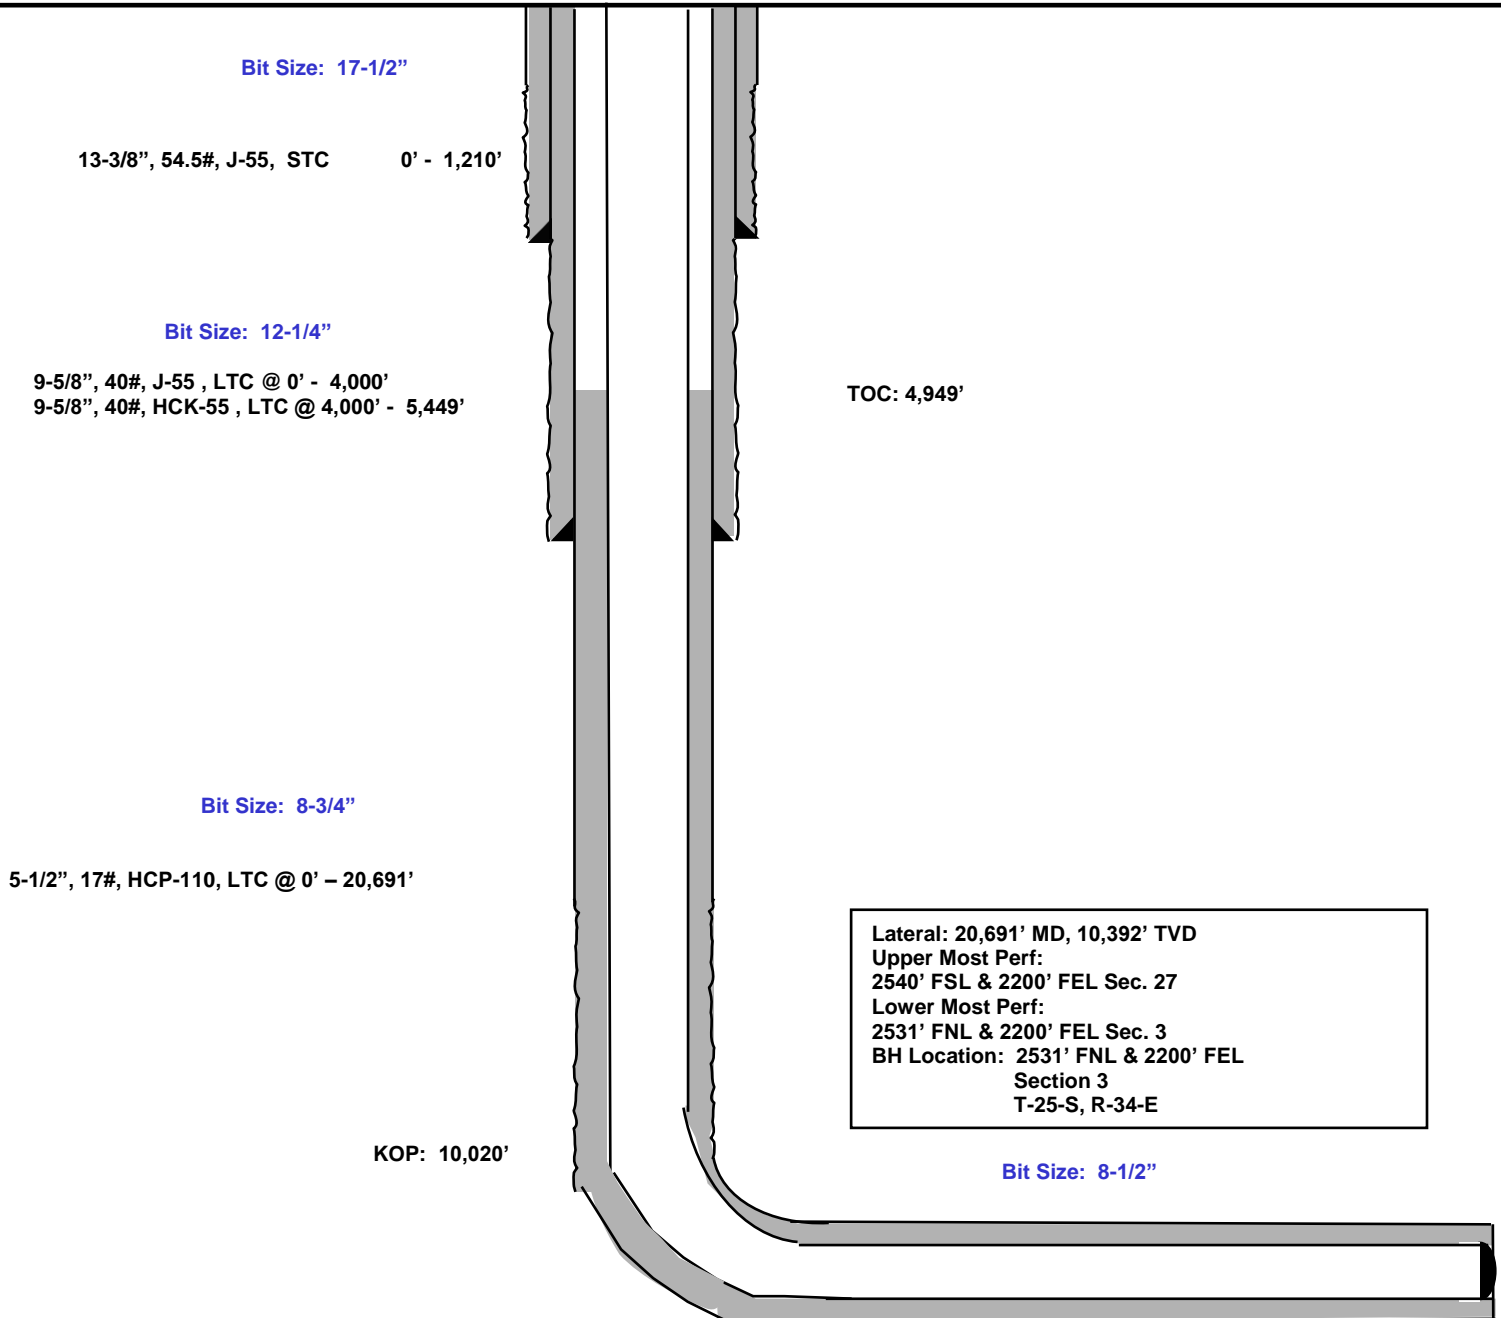 Bit Size: 17-1/2”
13-3/8”, 54.5#, J-55, STC 0’ - 1,210’
Bit Size: 12-1/4”
9-5/8”, 40#, J-55 , LTC @ 0’ - 4,000’
9-5/8”, 40#, HCK-55 , LTC @ 4,000’ - 5,449’
TOC: 4,949’
Bit Size: 8-3/4”
5-1/2”, 17#, HCP-110, LTC @ 0’ – 20,691’
Lateral: 20,691’ MD, 10,392’ TVD
Upper Most Perf:
2540’ FSL & 2200’ FEL Sec. 27
Lower Most Perf:
2531’ FNL & 2200’ FEL Sec. 3
BH Location: 2531’ FNL & 2200’ FEL
Section 3
T-25-S, R-34-E
KOP: 10,020’
Bit Size: 8-1/2”